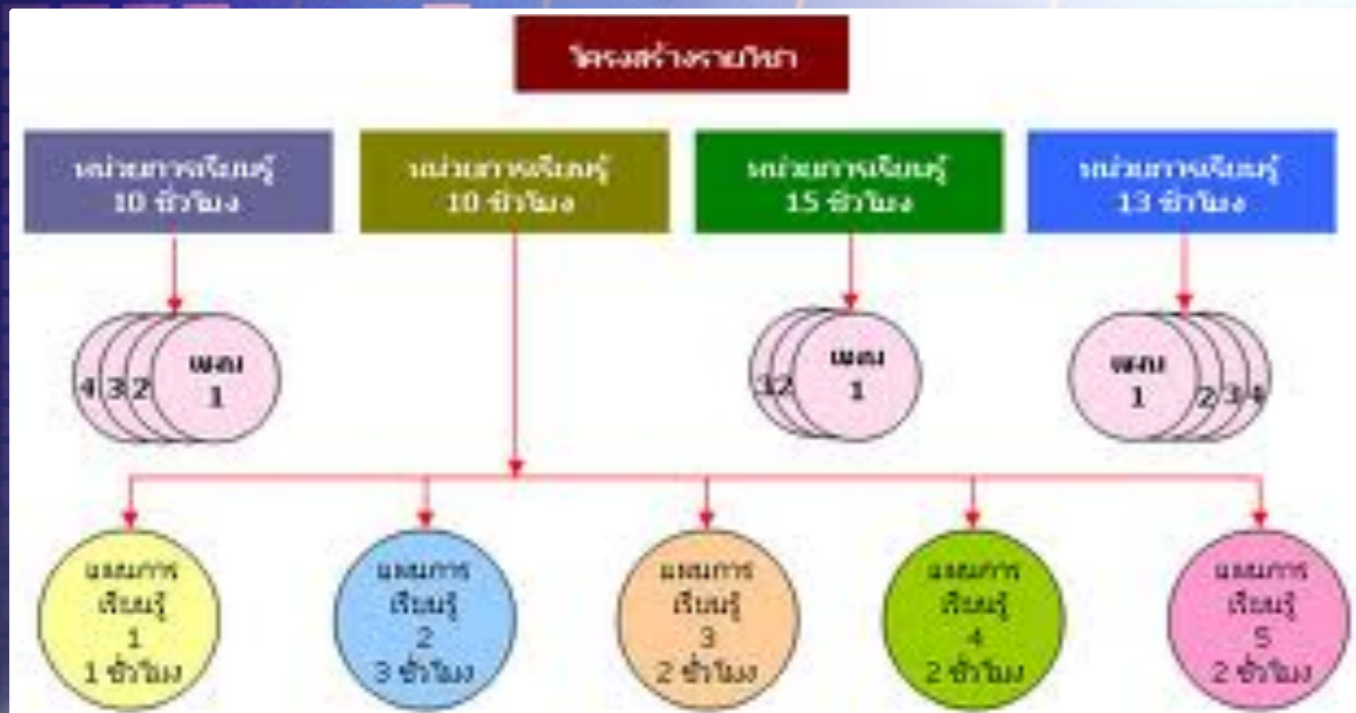 โครงสร้างรายวิชา
หน่วยการเรียนรู้
10 ชั่วโมง
หน่วยการเรียนรู้
10 ชั่วโมง
หน่วยการเรียนรู้
15 ชั่วโมง
หน่วยการเรียนรู้
13 ชั่วโมง
4 3 2
แผน
1
3 2
แผน
1
แผน
1
2 3 4
แผนการ
เรียนรู้
1
1 ชั่วโมง
แผนการ
เรียนรู้
2
3 ชั่วโมง
แผนการ
เรียนรู้
3
2 ชั่วโมง
แผนการ
เรียนรู้
4
2 ชั่วโมง
แผนการ
เรียนรู้
5
2 ชั่วโมง